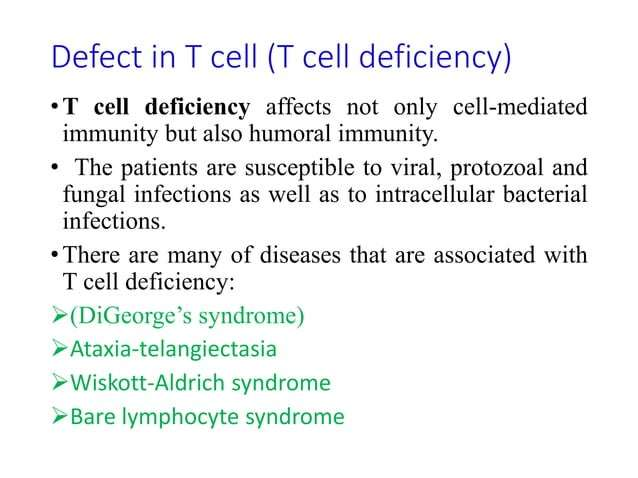 Defect in T cell (T cell deficiency)
•T cell deficiency affects not only cell-mediated
immunity but also humoral immunity.
• The patients are susceptible to viral, protozoal and
fungal infections as well as to intracellular bacterial
infections.
•There are many of diseases that are associated with
T cell deficiency:
➢(DiGeorge’s syndrome)
➢Ataxia-telangiectasia
➢Wiskott-Aldrich syndrome
➢Bare lymphocyte syndrome